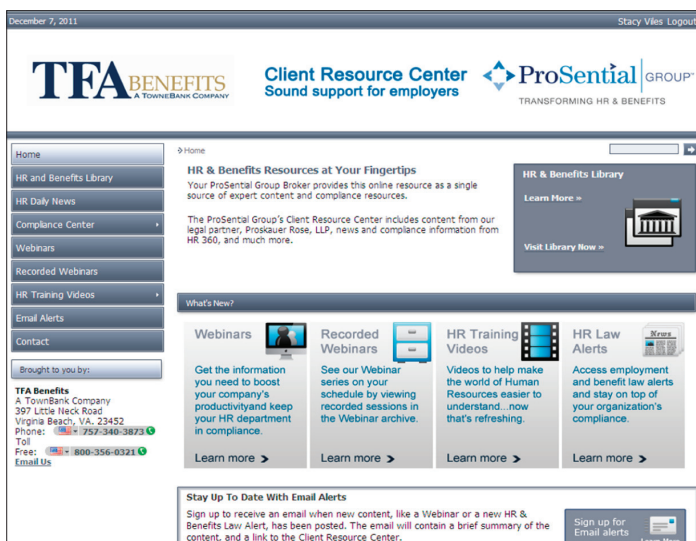 December 7, 2011
Stacy Viles Logout
TFA BENEFITS
A TOWNEBANK COMPANY
Client Resource Center
Sound support for employers
ProSential GROUP
TRANSFORMING HR & BENEFITS
Home
HR and Benefits Library
HR Daily News
Compliance Center
Webinars
Recorded Webinars
HR Training Videos
Email Alerts
Contact
Brought to you by:
TFA Benefits
A TownBank Company
397 Little Neck Road
Virginia Beach, VA. 23452
Phone: 757-340-3873
Toll
Free: 800-356-0321
Email Us
Home
HR & Benefits Resources at Your Fingertips
Your ProSential Group Broker provides this online resource as a single
source of expert content and compliance resources.
The ProSential Group's Client Resource Center includes content from our
legal partner, Proskauer Rose, LLP, news and compliance information from
HR 360, and much more.
HR & Benefits Library
Learn More »
Visit Library Now »
What's New?
Webinars
Get the information
you need to boost
your company's
productivityand keep
your HR department
in compliance.
Learn more
Recorded
Webinars
See our Webinar
series on your
schedule by viewing
recorded sessions in
the Webinar archive.
Learn more
HR Training
Videos
Videos to help make
the world of Human
Resources easier to
understand...now
that's refreshing.
Learn more
HR Law
Alerts
News
Access employment
and benefit law alerts
and stay on top of
your organization's
compliance.
Learn more
Stay Up To Date With Email Alerts
Sign up to receive an email when new content, like a Webinar or a new HR &
Benefits Law Alert, has been posted. The email will contain a brief summary of the
content, and a link to the Client Resource Center.
Sign up for
Email alerts
Learn More